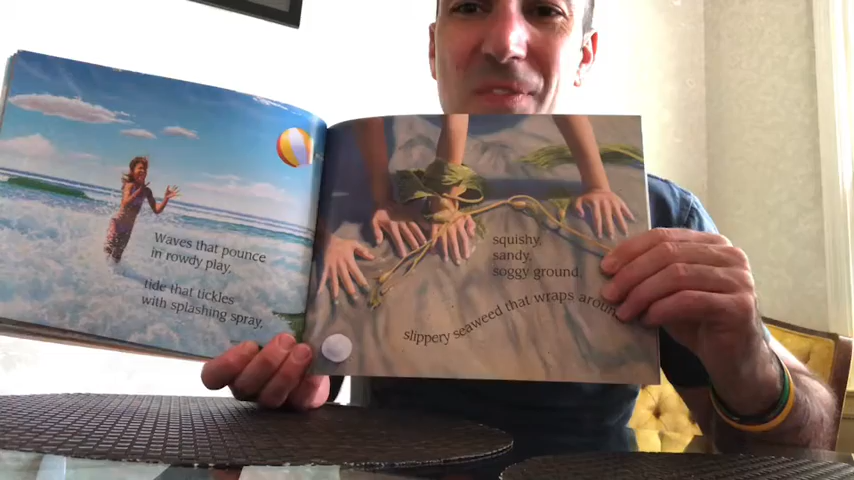 Waves that pounce
in rowdy play,
tide that tickles
with splashing spray,
squishy,
sandy,
soggy ground,
slippery seaweed that wraps